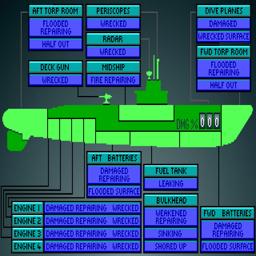 AFT TORP ROOM
FLOODED
REPAIRING
HALF OUT
PERISCOPES
WRECKED
RADAR
WRECKED
DIVE PLANES
DAMAGED
WRECKED SURFACE
FWD TORP ROOM
FLOODED
REPAIRING
HALF OUT
DECK GUN
WRECKED
MIDSHIP
FIRE REPAIRING
DMG %
000
AFT BATTERIES
DAMAGED
REPAIRING
FLOODED SURFACE
FUEL TANK
LEAKING
BULKHEAD
WEAKENED
REPAIRING
SINKING
SHORED UP
FWD BATTERIES
DAMAGED
REPAIRING
FLOODED SURFACE
ENGINE 1 DAMAGED REPAIRING WRECKED
ENGINE 2 DAMAGED REPAIRING WRECKED
ENGINE 3 DAMAGED REPAIRING WRECKED
ENGINE 4 DAMAGED REPAIRING WRECKED